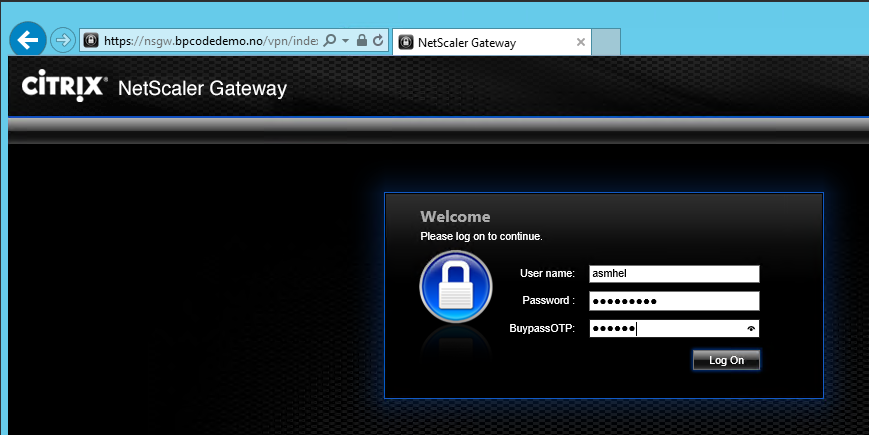 https://nsgw.bpcodedemo.no/vpn/inde
NetScaler Gateway
CITRIX NetScaler Gateway
Welcome
Please log on to continue.
User name: asmhel
Password : ●●●●●●●●●
BuypassOTP: ●●●●●●
Log On